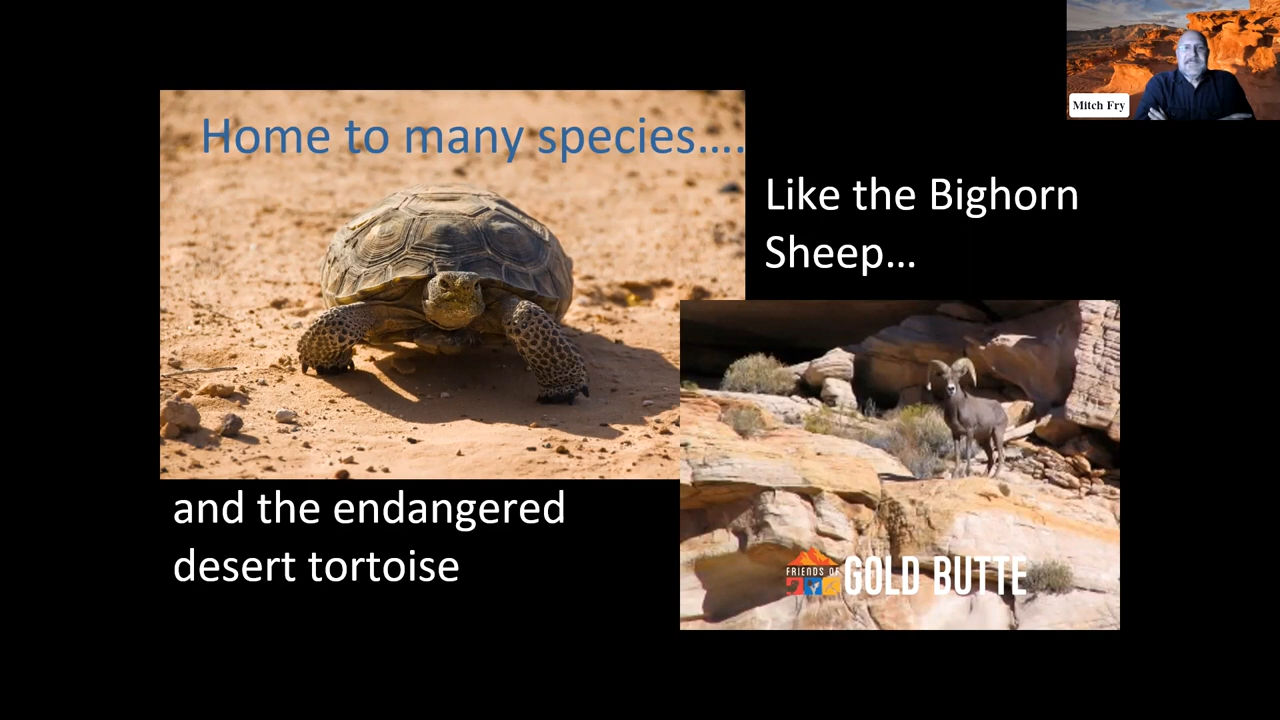 Mitch Fry
Home to many species....
Like the Bighorn
Sheep...
and the endangered
desert tortoise
FRIENDS OF
GOLD BUTTE